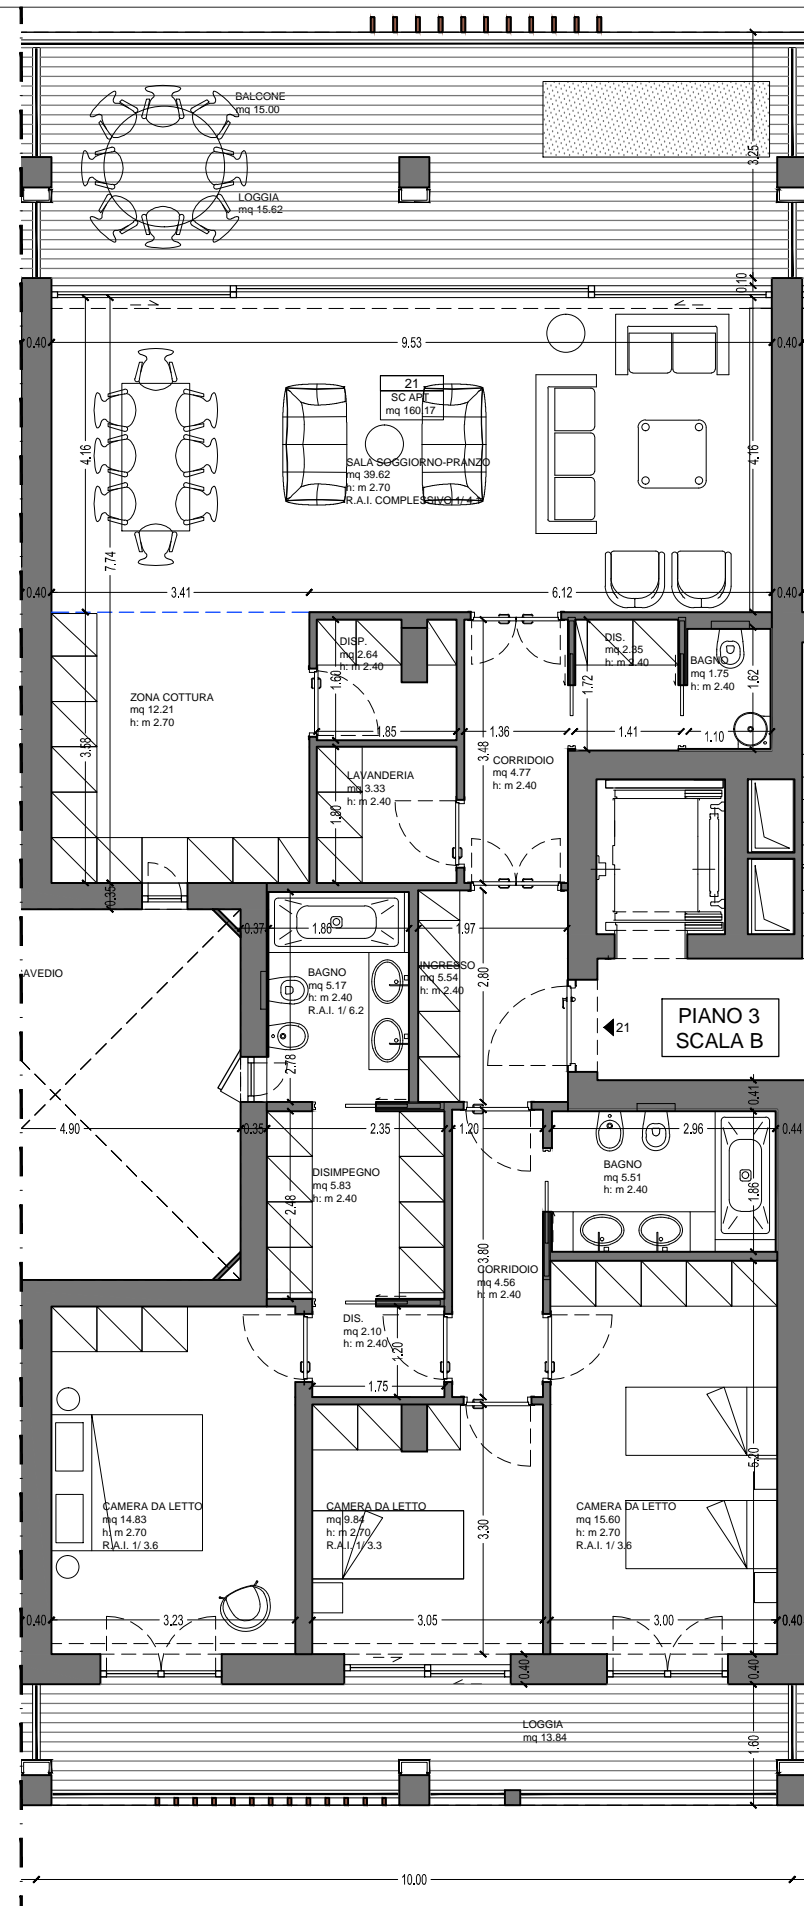 BALCONE
mq 15.00
3.25
LOGGIA
mq 15.62
0.10
0.40
9.53
0.40
21
SC APT
mq 160.17
4.16
4.16
SALA SOGGIORNO-PRANZO
mq 39.62
h: m 2.70
R.A.I. COMPLESSIVO 1/ 4.
7.74
0.40
3.41
6.12
0.40
DISP.
mq 2.64
h: m 2.40
1.60
1.85
DIS.
mq 2.35
h: m 2.40
1.72
BAGNO
mq 1.75
h: m 2.40
1.62
ZONA COTTURA
mq 12.21
h: m 2.70
3.58
1.36
1.41
1.10
3.48
CORRIDOIO
mq 4.77
h: m 2.40
LAVANDERIA
mq 3.33
h: m 2.40
1.80
0.35
0.37
1.86
1.97
AVEDIO
BAGNO
mq 5.17
h: m 2.40
R.A.I. 1/ 6.2
INGRESSO
mq 5.54
h: m 2.40
2.80
21
PIANO 3
SCALA B
2.78
0.41
4.90
0.35
2.35
1.20
2.96
0.44
DISIMPEGNO
mq 5.83
h: m 2.40
2.48
BAGNO
mq 5.51
h: m 2.40
1.86
3.80
CORRIDOIO
mq 4.56
h: m 2.40
DIS.
mq 2.10
h: m 2.40
1.20
1.75
5.20
CAMERA DA LETTO
mq 14.83
h: m 2.70
R.A.I. 1/ 3.6
CAMERA DA LETTO
mq 9.84
h: m 2.70
R.A.I. 1/ 3.3
3.30
CAMERA DA LETTO
mq 15.60
h: m 2.70
R.A.I. 1/ 3.6
0.40
3.23
3.05
3.00
0.40
0.40
0.40
LOGGIA
mq 13.84
1.60
10.00